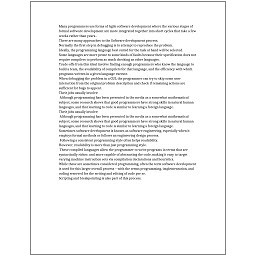 Many programmers use forms of Agile software development where the various stages of
formal software development are more integrated together into short cycles that take a few
weeks rather than years.
There are many approaches to the Software development process.
Normally the first step in debugging is to attempt to reproduce the problem.
Ideally, the programming language best suited for the task at hand will be selected.
Some languages are more prone to some kinds of faults because their specification does not
require compilers to perform as much checking as other languages.
Trade-offs from this ideal involve finding enough programmers who know the language to
build a team, the availability of compilers for that language, and the efficiency with which
programs written in a given language execute.
When debugging the problem in a GUI, the programmer can try to skip some user
interaction from the original problem description and check if remaining actions are
sufficient for bugs to appear.
Their jobs usually involve:
Although programming has been presented in the media as a somewhat mathematical
subject, some research shows that good programmers have strong skills in natural human
languages, and that learning to code is similar to learning a foreign language.
Their jobs usually involve:
Although programming has been presented in the media as a somewhat mathematical
subject, some research shows that good programmers have strong skills in natural human
languages, and that learning to code is similar to learning a foreign language.
Sometimes software development is known as software engineering, especially when it
employs formal methods or follows an engineering design process.
Following a consistent programming style often helps readability.
However, readability is more than just programming style.
These compiled languages allow the programmer to write programs in terms that are
syntactically richer, and more capable of abstracting the code, making it easy to target
varying machine instruction sets via compilation declarations and heuristics.
While these are sometimes considered programming, often the term software development
is used for this larger overall process – with the terms programming, implementation, and
coding reserved for the writing and editing of code per se.
Scripting and breakpointing is also part of this process.